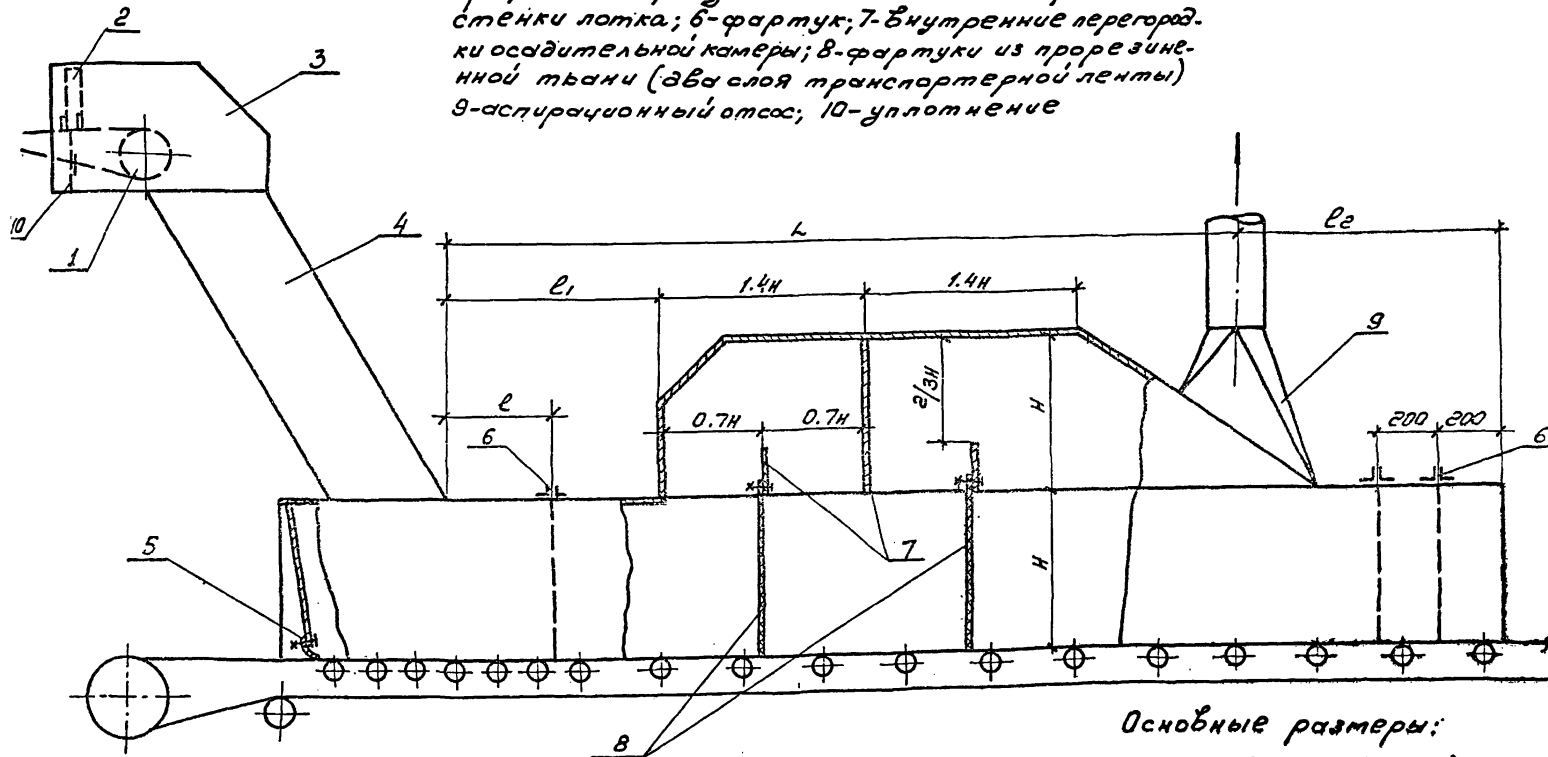 стенки лотка; 6-фартук; 7-внутренние перегород-
ки осадительной камеры; 8-фартуки из прорезине-
нной ткани (два слоя транспортерной ленты)
9-аспирационный отсос; 10-уплотнение
2
3
10
1
4
L
l2
l1
1.4H
1.4H
9
2/3H
H
l
0.7H
0.7H
200
200
6
6
5
7
H
8
Основные размеры: